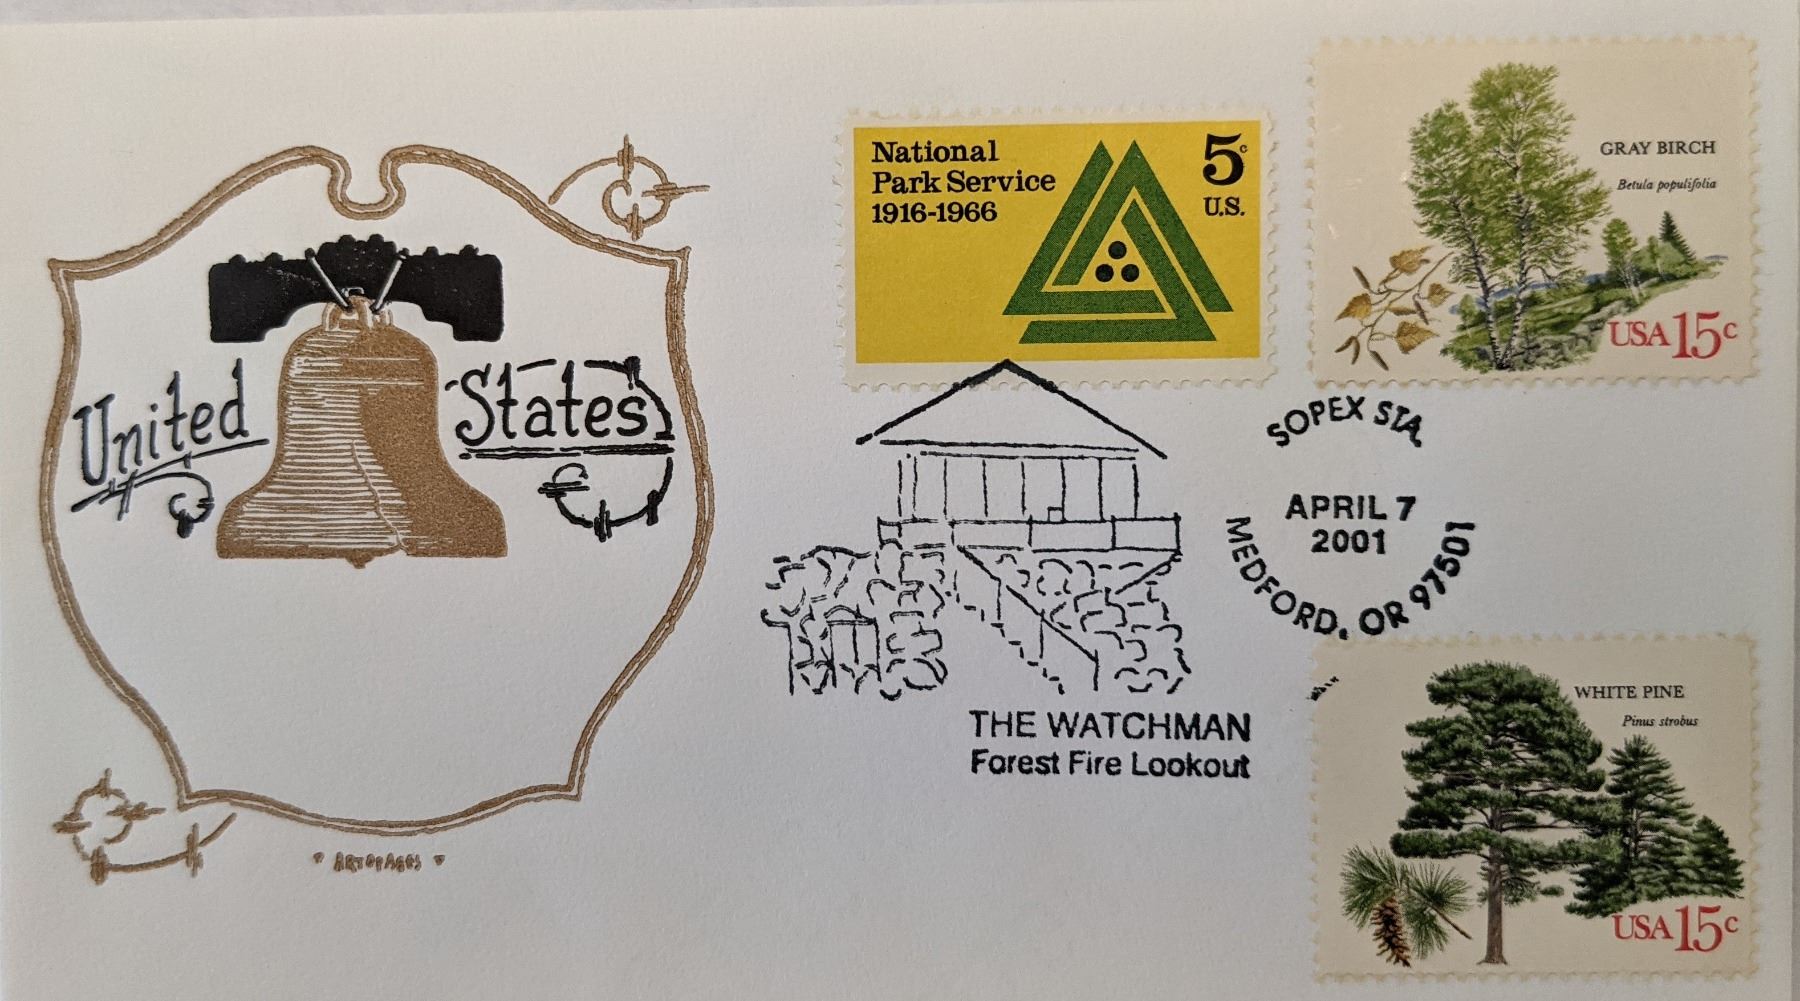 United States
" ARTOPAGES "
National
Park Service
1916-1966
5c
U.S.
GRAY BIRCH
Betula populifolia
USA 15c
SOPEX STA.
APRIL 7
2001
MEDFORD, OR 97501
THE WATCHMAN
Forest Fire Lookout
WHITE PINE
Pinus strobus
USA 15c